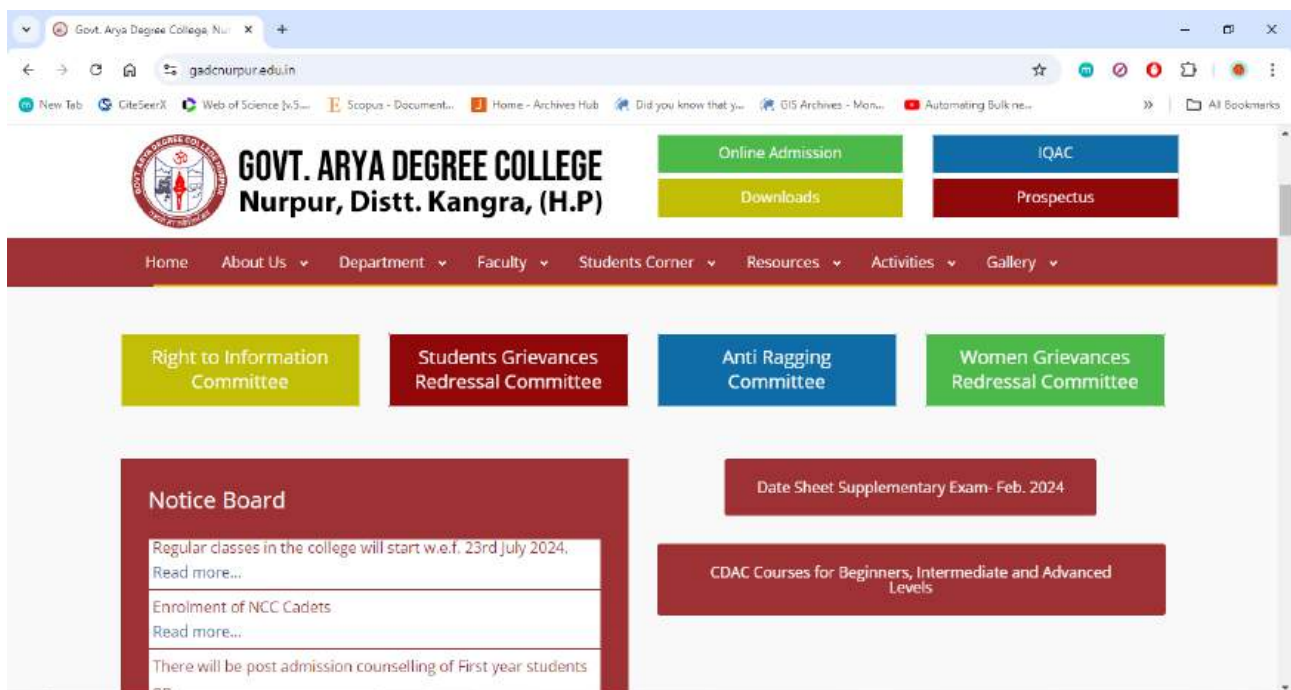 Govt. Arya Degree College, Nur
gadcnurpur.edu.in
New Tab CiteSeerX Web of Science [v.5.... Scopus - Document... Home - Archives Hub Did you know that y... GIS Archives - Mon... Automating Bulk ne... » All Bookmarks
GOVT. ARYA DEGREE COLLEGE
Nurpur, Distt. Kangra, (H.P)
Online Admission
IQAC
Downloads
Prospectus
Home About Us Department Faculty Students Corner Resources Activities Gallery
Right to Information
Committee
Students Grievances
Redressal Committee
Anti Ragging
Committee
Women Grievances
Redressal Committee
Notice Board
Regular classes in the college will start w.e.f. 23rd July 2024.
Read more...
Enrolment of NCC Cadets
Read more...
There will be post admission counselling of First year students
Date Sheet Supplementary Exam- Feb. 2024
CDAC Courses for Beginners, Intermediate and Advanced
Levels